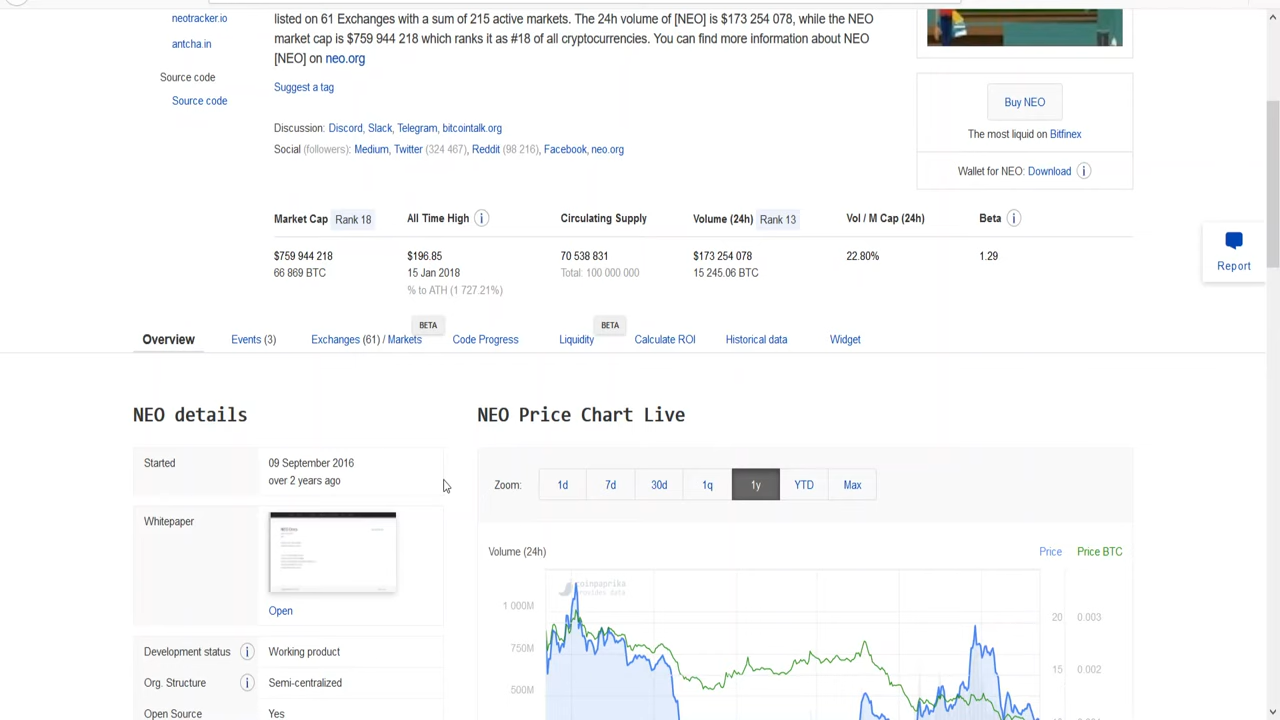 neotracker.io
antcha.in
Source code
Source code
listed on 61 Exchanges with a sum of 215 active markets. The 24h volume of [NEO] is $173 254 078, while the NEO
market cap is $759 944 218 which ranks it as #18 of all cryptocurrencies. You can find more information about NEO
[NEO] on neo.org
Suggest a tag
Discussion: Discord, Slack, Telegram, bitcointalk.org
Social (followers): Medium, Twitter (324 467), Reddit (98 216), Facebook, neo.org
Buy NEO
The most liquid on Bitfinex
Wallet for NEO: Download i
Market Cap Rank 18 All Time High i Circulating Supply Volume (24h) Rank 13 Vol / M Cap (24h) Beta i
$759 944 218 $196.85 70 538 831 $173 254 078 22.80% 1.29
66 869 BTC 15 Jan 2018 Total: 100 000 000 15 245.06 BTC
% to ATH (1 727.21%)
Report
BETA BETA
Overview Events (3) Exchanges (61) / Markets Code Progress Liquidity Calculate ROI Historical data Widget
NEO details
Started 09 September 2016
over 2 years ago
Whitepaper
Open
Development status i Working product
Org. Structure i Semi-centralized
Open Source Yes
NEO Price Chart Live
Zoom: 1d 7d 30d 1q 1y YTD Max
Volume (24h) Price Price BTC
1 000M 20 0.003
750M 15 0.002
500M